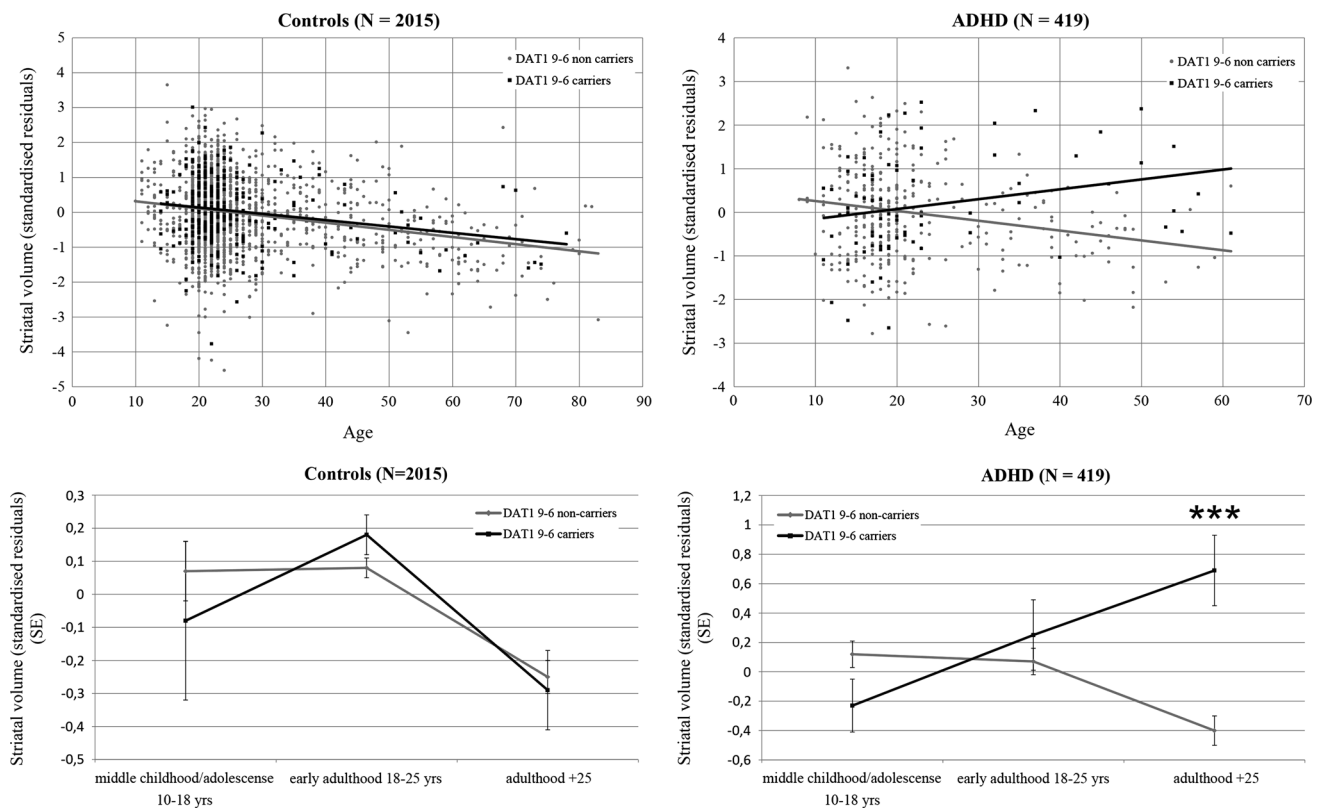 Controls (N = 2015)
Striatal volume (standardised residuals)
5
4
3
2
1
0
-1
-2
-3
-4
-5
DAT1 9-6 non carriers
DAT1 9-6 carriers
0 10 20 30 40 50 60 70 80 90
Age
ADHD (N = 419)
Striatal volume (standardised residuals)
4
3
2
1
0
-1
-2
-3
-4
DAT1 9-6 non carriers
DAT1 9-6 carriers
0 10 20 30 40 50 60 70
Age
Controls (N=2015)
Striatal volume (standardised residuals)
(SE)
0,3
0,2
0,1
0
-0,1
-0,2
-0,3
-0,4
-0,5
DAT1 9-6 non-carriers
DAT1 9-6 carriers
middle childhood/adolescense early adulthood 18-25 yrs adulthood +25
10-18 yrs
ADHD (N = 419)
Striatal volume (standardised residuals)
(SE)
1,2
1
0,8
0,6
0,4
0,2
0
-0,2
-0,4
-0,6
DAT1 9-6 non-carriers
DAT1 9-6 carriers
***
middle childhood/adolescense early adulthood 18-25 yrs adulthood +25
10-18 yrs